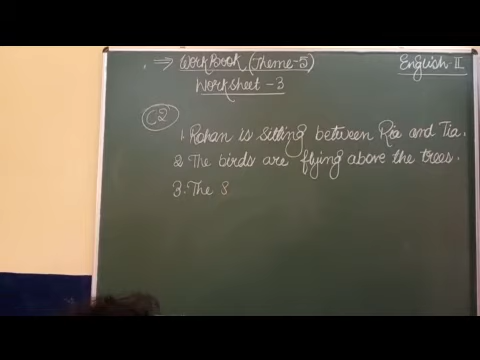 ⇒ WorkBook (Theme-5) English-II
Worksheet - 3
C2
1. Rohan is sitting between Ria and Tia.
2. The birds are flying above the trees.
3. The S